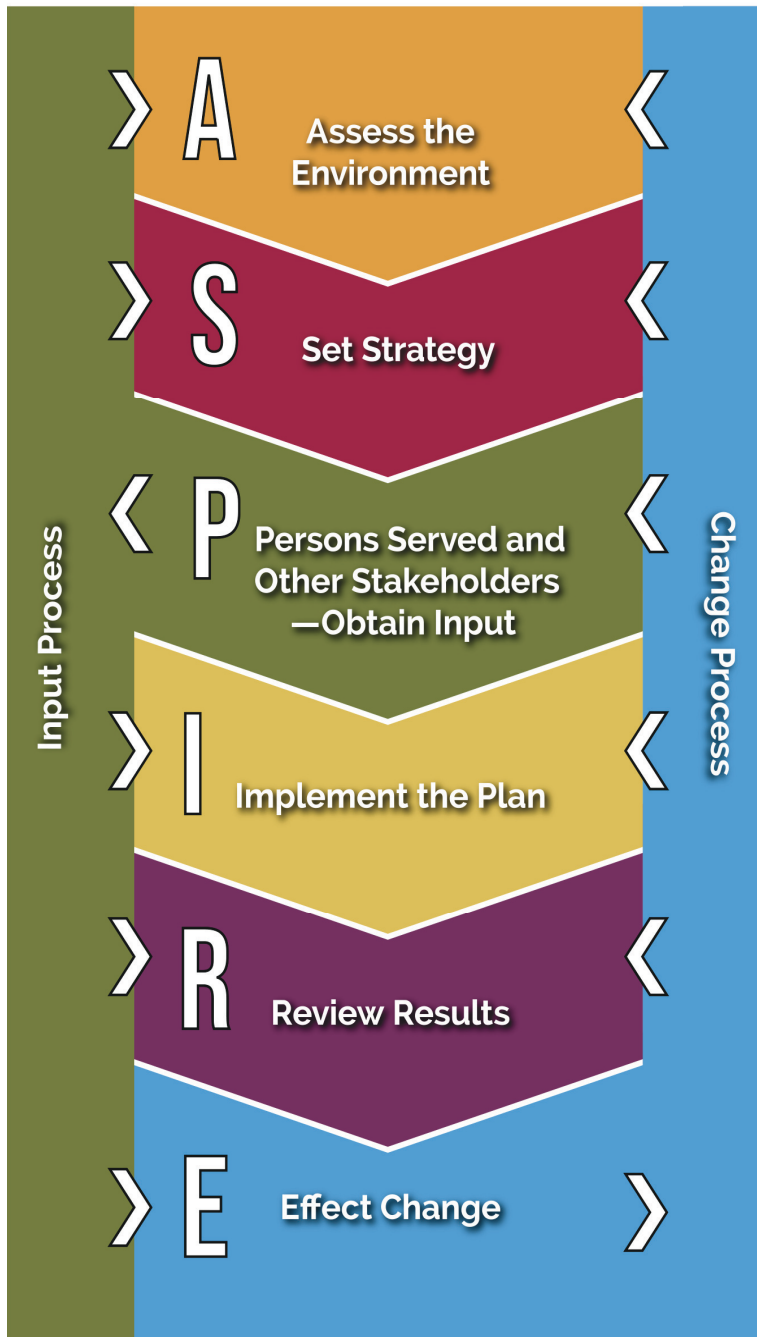 A
Assess the
Environment
S
Set Strategy
P
Persons Served and
Other Stakeholders
—Obtain Input
I
Implement the Plan
R
Review Results
E
Effect Change
Input Process
Change Process